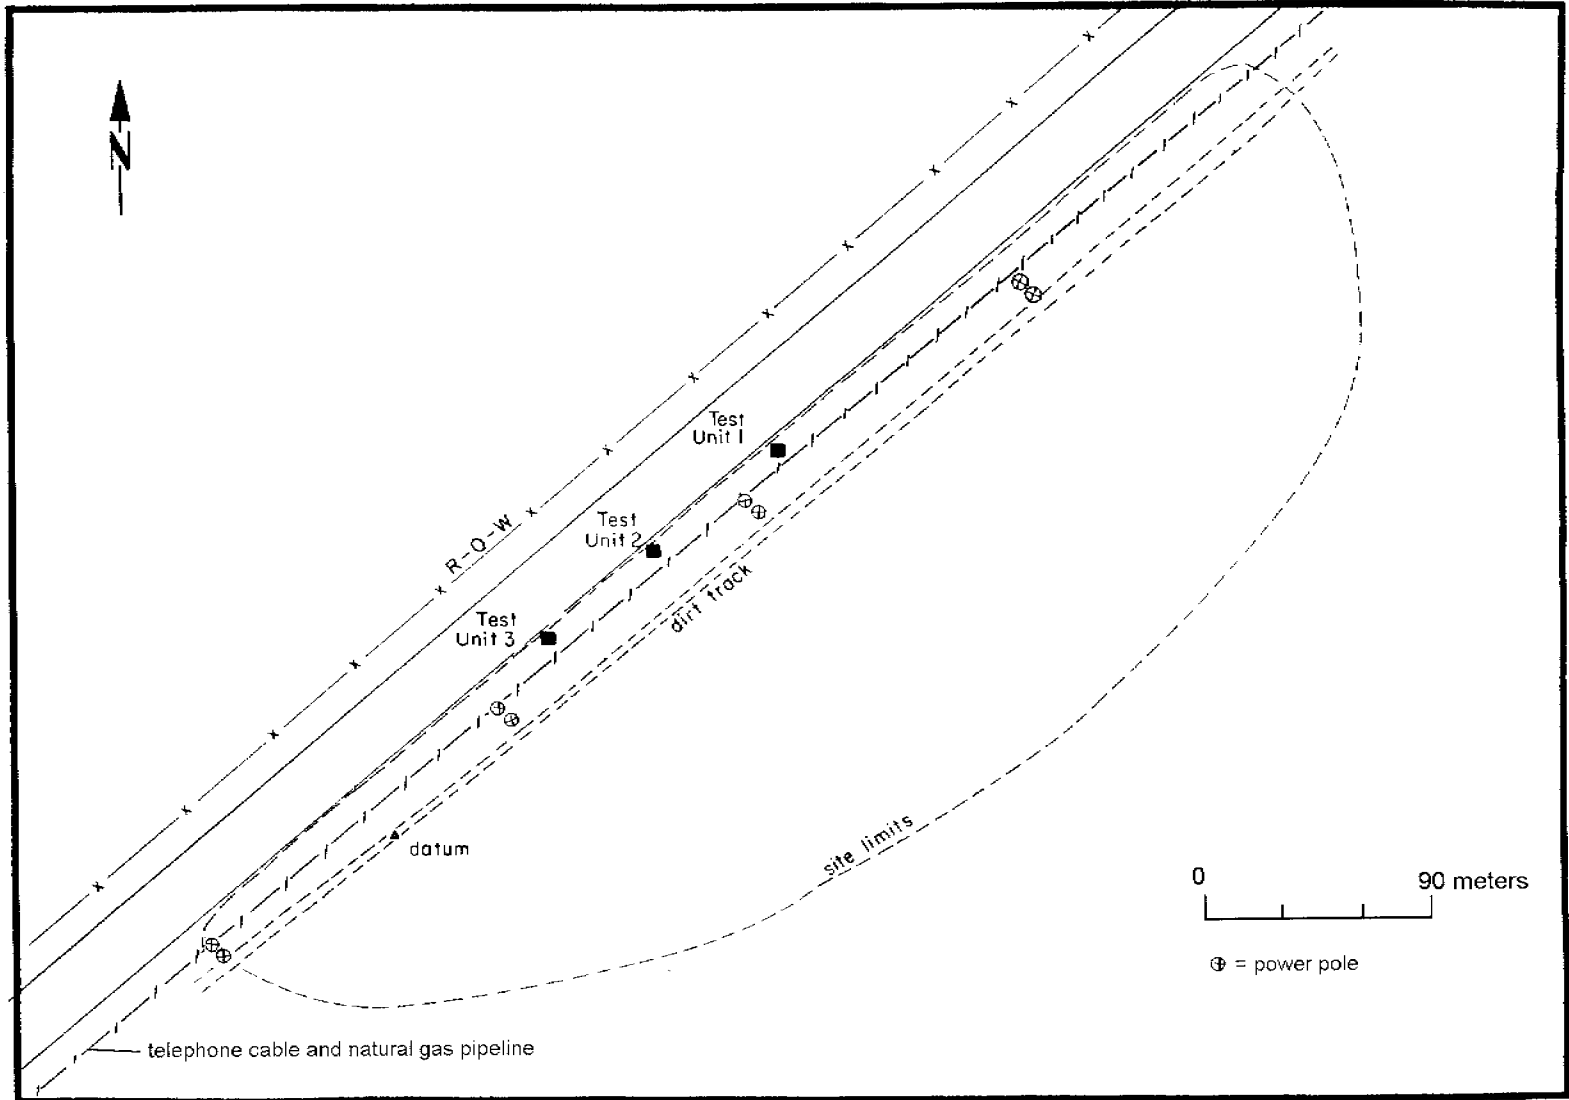 N
Test
Unit 1
Test
Unit 2
R-O-W
Test
Unit 3
dirt track
datum
site limits
0 90 meters
⊕ = power pole
telephone cable and natural gas pipeline